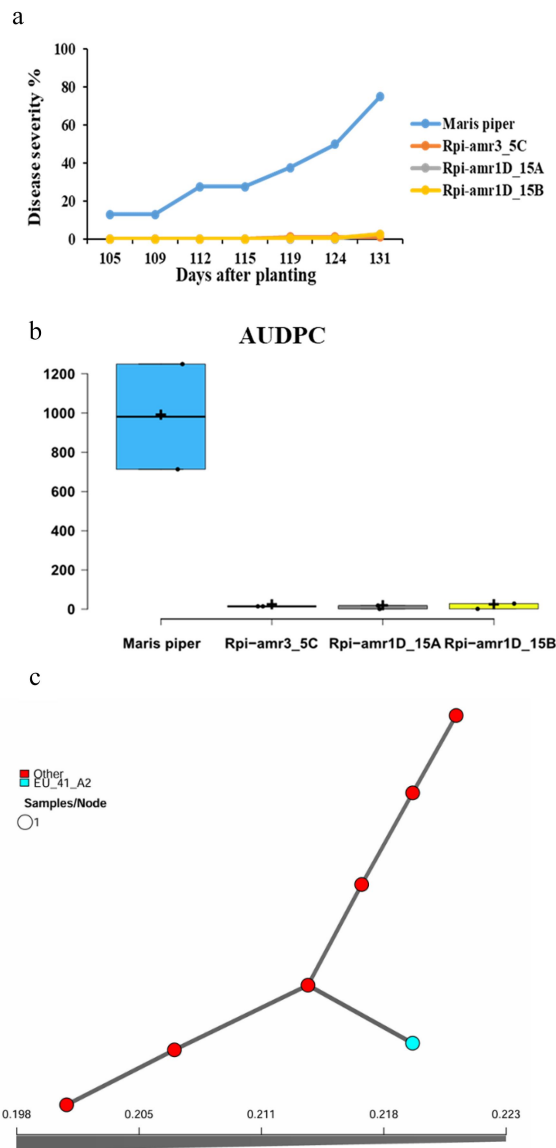 a
100
80
60
40
20
0
Disease severity %
105 109 112 115 119 124 131
Days after planting
Maris piper
Rpi-amr3_5C
Rpi-amr1D_15A
Rpi-amr1D_15B
b
AUDPC
1200
1000
800
600
400
200
0
Maris piper Rpi−amr3_5C Rpi−amr1D_15A Rpi−amr1D_15B
c
Other
EU_41_A2
Samples/Node
1
0.198 0.205 0.211 0.218 0.223